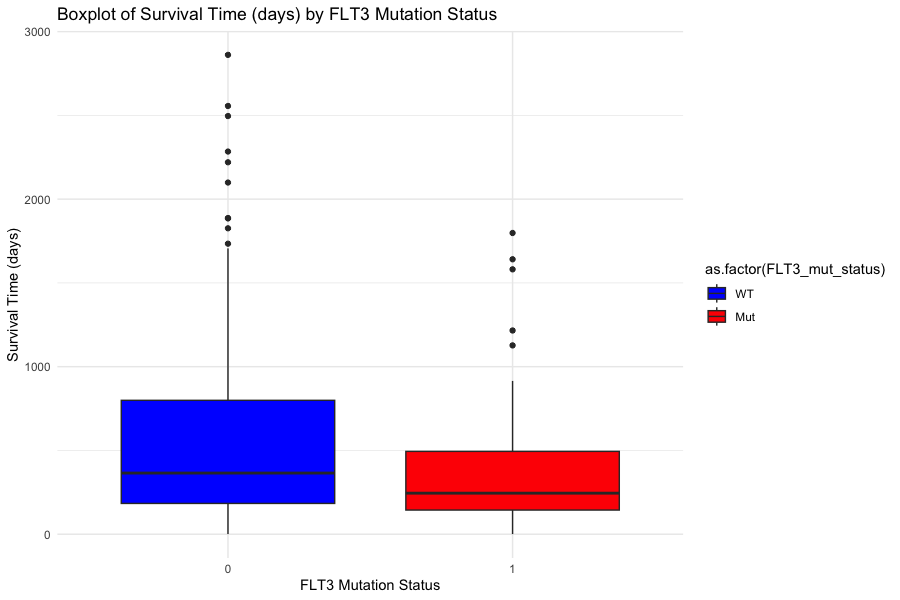 Boxplot of Survival Time (days) by FLT3 Mutation Status
3000
2000
1000
0
Survival Time (days)
0 1
FLT3 Mutation Status
as.factor(FLT3_mut_status)
WT
Mut